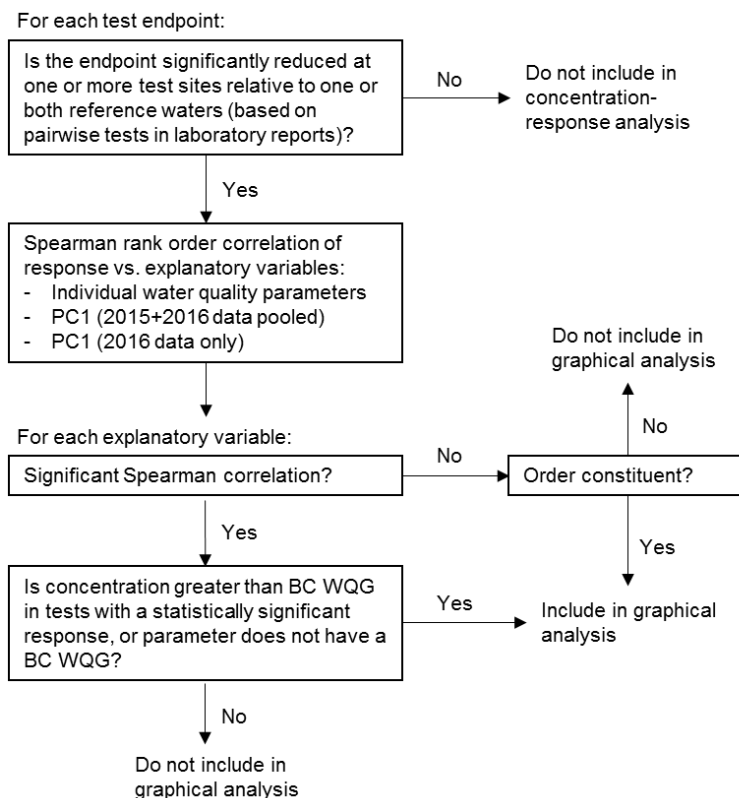 For each test endpoint:
Is the endpoint significantly reduced at
one or more test sites relative to one or
both reference waters (based on
pairwise tests in laboratory reports)?
No
Do not include in
concentration-
response analysis
Yes
Spearman rank order correlation of
response vs. explanatory variables:
- Individual water quality parameters
- PC1 (2015+2016 data pooled)
- PC1 (2016 data only)
Do not include in
graphical analysis
No
For each explanatory variable:
Significant Spearman correlation?
No
Order constituent?
Yes
Yes
Is concentration greater than BC WQG
in tests with a statistically significant
response, or parameter does not have a
BC WQG?
Yes
Include in graphical
analysis
No
Do not include in
graphical analysis